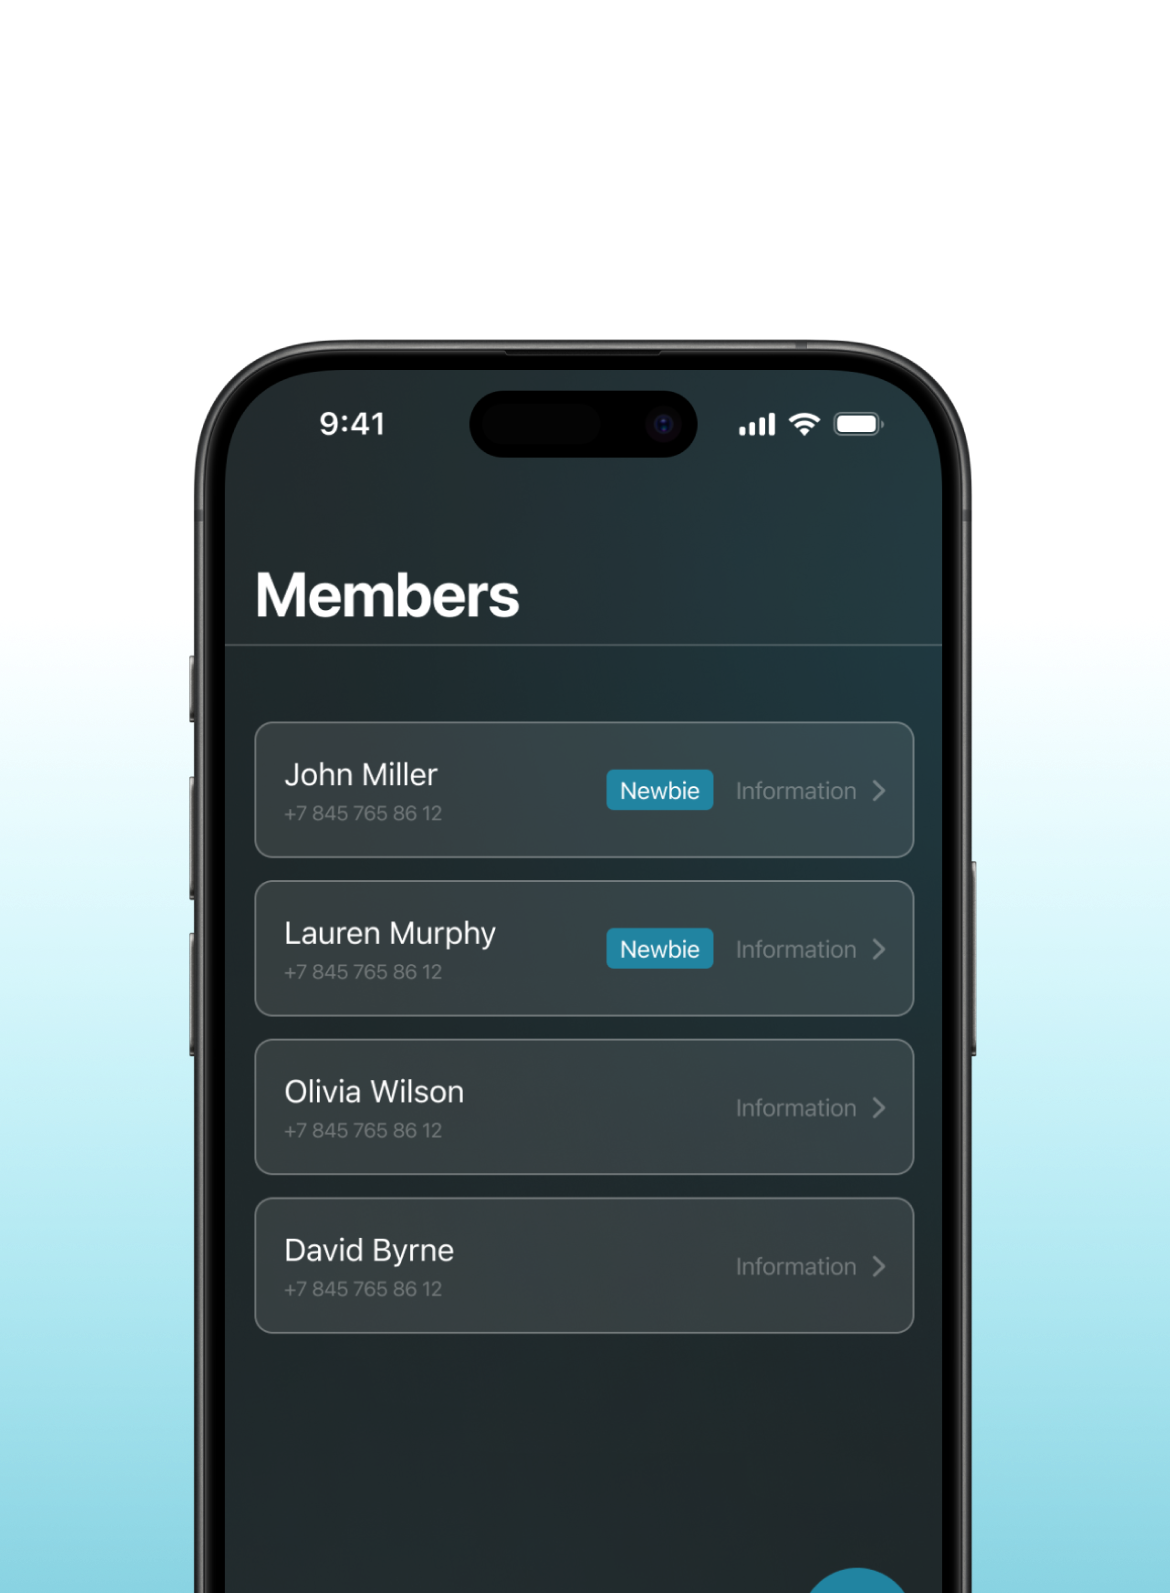 9:41
Members
John Miller
+7 845 765 86 12
Newbie
Information
Lauren Murphy
+7 845 765 86 12
Newbie
Information
Olivia Wilson
+7 845 765 86 12
Information
David Byrne
+7 845 765 86 12
Information